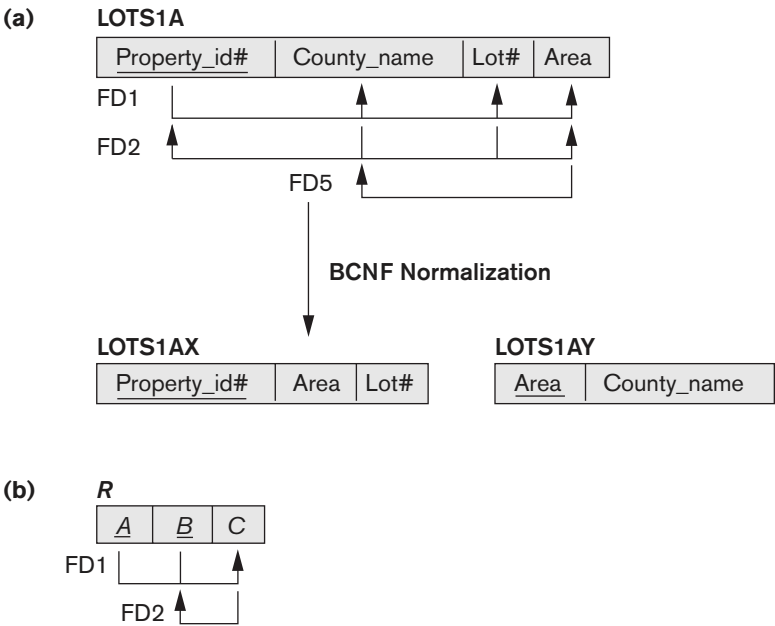 (a) LOTS1A
Property_id# County_name Lot# Area
FD1
FD2
FD5
BCNF Normalization
LOTS1AX LOTS1AY
Property_id# Area Lot# Area County_name
(b) R
A B C
FD1
FD2